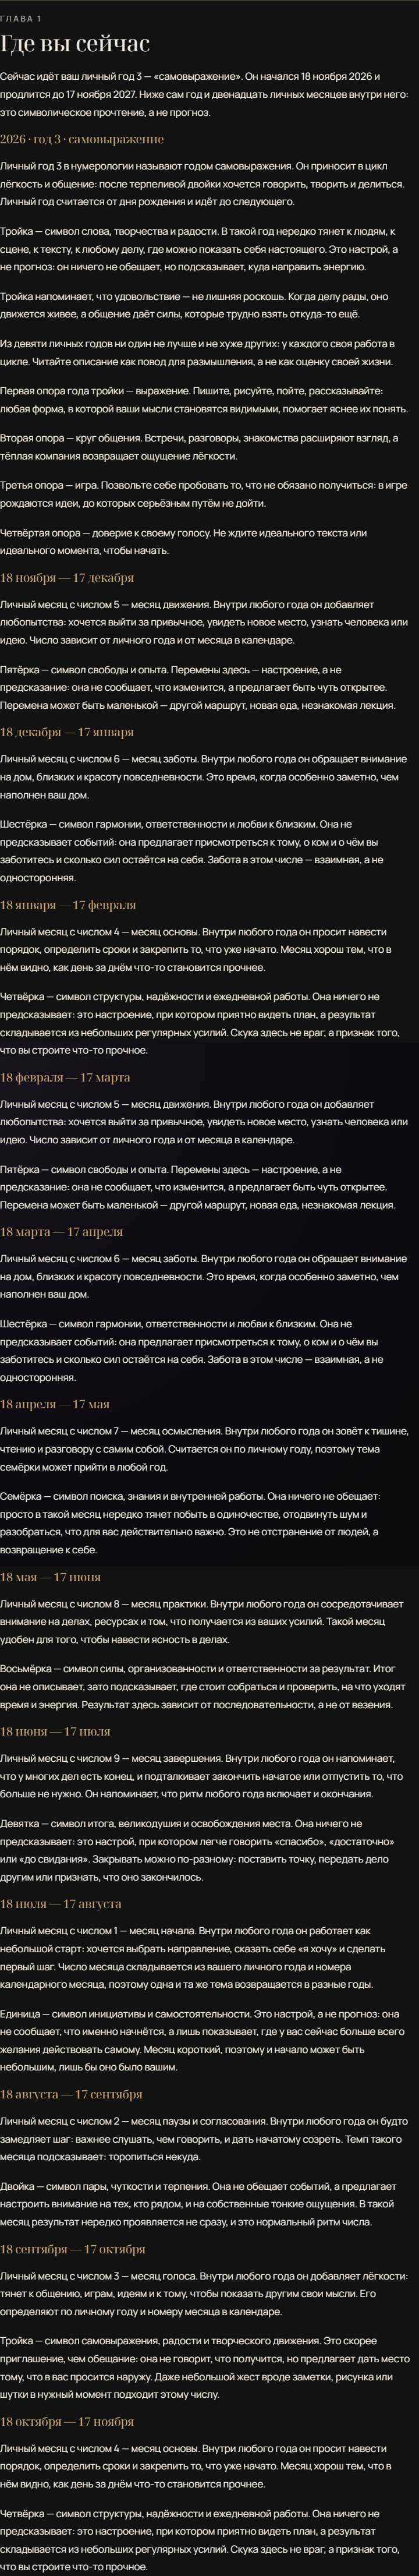 ГЛАВА 1
Где вы сейчас
Сейчас идёт ваш личный год 3 — «самовыражение». Он начался 18 ноября 2026 и
продлится до 17 ноября 2027. Ниже сам год и двенадцать личных месяцев внутри него:
это символическое прочтение, а не прогноз.
2026 · год 3 · самовыражение
Личный год 3 в нумерологии называют годом самовыражения. Он приносит в цикл
лёгкость и общение: после терпеливой двойки хочется говорить, творить и делиться.
Личный год считается от дня рождения и идёт до следующего.
Тройка — символ слова, творчества и радости. В такой год нередко тянет к людям, к
сцене, к тексту, к любому делу, где можно показать себя настоящего. Это настрой, а
не прогноз: он ничего не обещает, но подсказывает, куда направить энергию.
Тройка напоминает, что удовольствие — не лишняя роскошь. Когда делу рады, оно
движется живее, а общение даёт силы, которые трудно взять откуда-то ещё.
Из девяти личных годов ни один не лучше и не хуже других: у каждого своя работа в
цикле. Читайте описание как повод для размышления, а не как оценку своей жизни.
Первая опора года тройки — выражение. Пишите, рисуйте, пойте, рассказывайте:
любая форма, в которой ваши мысли становятся видимыми, помогает яснее их понять.
Вторая опора — круг общения. Встречи, разговоры, знакомства расширяют взгляд, а
тёплая компания возвращает ощущение лёгкости.
Третья опора — игра. Позвольте себе пробовать то, что не обязано получиться: в игре
рождаются идеи, до которых серьёзным путём не дойти.
Четвёртая опора — доверие к своему голосу. Не ждите идеального текста или
идеального момента, чтобы начать.
18 ноября — 17 декабря
Личный месяц с числом 5 — месяц движения. Внутри любого года он добавляет
любопытства: хочется выйти за привычное, увидеть новое место, узнать человека или
идею. Число зависит от личного года и от месяца в календаре.
Пятёрка — символ свободы и опыта. Перемены здесь — настроение, а не
предсказание: она не сообщает, что изменится, а предлагает быть чуть открытее.
Перемена может быть маленькой — другой маршрут, новая еда, незнакомая лекция.
18 декабря — 17 января
Личный месяц с числом 6 — месяц заботы. Внутри любого года он обращает внимание
на дом, близких и красоту повседневности. Это время, когда особенно заметно, чем
наполнен ваш дом.
Шестёрка — символ гармонии, ответственности и любви к близким. Она не
предсказывает событий: она предлагает присмотреться к тому, о ком и о чём вы
заботитесь и сколько сил остаётся на себя. Забота в этом числе — взаимная, а не
односторонняя.
18 января — 17 февраля
Личный месяц с числом 4 — месяц основы. Внутри любого года он просит навести
порядок, определить сроки и закрепить то, что уже начато. Месяц хорош тем, что в
нём видно, как день за днём что-то становится прочнее.
Четвёрка — символ структуры, надёжности и ежедневной работы. Она ничего не
предсказывает: это настроение, при котором приятно видеть план, а результат
складывается из небольших регулярных усилий. Скука здесь не враг, а признак того,
что вы строите что-то прочное.
18 февраля — 17 марта
Личный месяц с числом 5 — месяц движения. Внутри любого года он добавляет
любопытства: хочется выйти за привычное, увидеть новое место, узнать человека или
идею. Число зависит от личного года и от месяца в календаре.
Пятёрка — символ свободы и опыта. Перемены здесь — настроение, а не
предсказание: она не сообщает, что изменится, а предлагает быть чуть открытее.
Перемена может быть маленькой — другой маршрут, новая еда, незнакомая лекция.
18 марта — 17 апреля
Личный месяц с числом 6 — месяц заботы. Внутри любого года он обращает внимание
на дом, близких и красоту повседневности. Это время, когда особенно заметно, чем
наполнен ваш дом.
Шестёрка — символ гармонии, ответственности и любви к близким. Она не
предсказывает событий: она предлагает присмотреться к тому, о ком и о чём вы
заботитесь и сколько сил остаётся на себя. Забота в этом числе — взаимная, а не
односторонняя.
18 апреля — 17 мая
Личный месяц с числом 7 — месяц осмысления. Внутри любого года он зовёт к тишине,
чтению и разговору с самим собой. Считается он по личному году, поэтому тема
семёрки может прийти в любой год.
Семёрка — символ поиска, знания и внутренней работы. Она ничего не обещает:
просто в такой месяц нередко тянет побыть в одиночестве, отодвинуть шум и
разобраться, что для вас действительно важно. Это не отстранение от людей, а
возвращение к себе.
18 мая — 17 июня
Личный месяц с числом 8 — месяц практики. Внутри любого года он сосредотачивает
внимание на делах, ресурсах и том, что получается из ваших усилий. Такой месяц
удобен для того, чтобы навести ясность в делах.
Восьмёрка — символ силы, организованности и ответственности за результат. Итог
она не описывает, зато подсказывает, где стоит собраться и проверить, на что уходят
время и энергия. Результат здесь зависит от последовательности, а не от везения.
18 июня — 17 июля
Личный месяц с числом 9 — месяц завершения. Внутри любого года он напоминает,
что у многих дел есть конец, и подталкивает закончить начатое или отпустить то, что
больше не нужно. Он напоминает, что ритм любого года включает и окончания.
Девятка — символ итога, великодушия и освобождения места. Она ничего не
предсказывает: это настрой, при котором легче говорить «спасибо», «достаточно»
или «до свидания». Закрывать можно по-разному: поставить точку, передать дело
другим или признать, что оно закончилось.
18 июля — 17 августа
Личный месяц с числом 1 — месяц начала. Внутри любого года он работает как
небольшой старт: хочется выбрать направление, сказать себе «я хочу» и сделать
первый шаг. Число месяца складывается из вашего личного года и номера
календарного месяца, поэтому одна и та же тема возвращается в разные годы.
Единица — символ инициативы и самостоятельности. Это настрой, а не прогноз: она
не сообщает, что именно начнётся, а лишь показывает, где у вас сейчас больше всего
желания действовать самому. Месяц короткий, поэтому и начало может быть
небольшим, лишь бы оно было вашим.
18 августа — 17 сентября
Личный месяц с числом 2 — месяц паузы и согласования. Внутри любого года он будто
замедляет шаг: важнее слушать, чем говорить, и дать начатому созреть. Темп такого
месяца подсказывает: торопиться некуда.
Двойка — символ пары, чуткости и терпения. Она не обещает событий, а предлагает
настроить внимание на тех, кто рядом, и на собственные тонкие ощущения. В такой
месяц результат нередко проявляется не сразу, и это нормальный ритм числа.
18 сентября — 17 октября
Личный месяц с числом 3 — месяц голоса. Внутри любого года он добавляет лёгкости:
тянет к общению, играм, идеям и к тому, чтобы показать другим свои мысли. Его
определяют по личному году и номеру месяца в календаре.
Тройка — символ самовыражения, радости и творческого движения. Это скорее
приглашение, чем обещание: она не говорит, что получится, но предлагает дать место
тому, что в вас просится наружу. Даже небольшой жест вроде заметки, рисунка или
шутки в нужный момент подходит этому числу.
18 октября — 17 ноября
Личный месяц с числом 4 — месяц основы. Внутри любого года он просит навести
порядок, определить сроки и закрепить то, что уже начато. Месяц хорош тем, что в
нём видно, как день за днём что-то становится прочнее.
Четвёрка — символ структуры, надёжности и ежедневной работы. Она ничего не
предсказывает: это настроение, при котором приятно видеть план, а результат
складывается из небольших регулярных усилий. Скука здесь не враг, а признак того,
что вы строите что-то прочное.